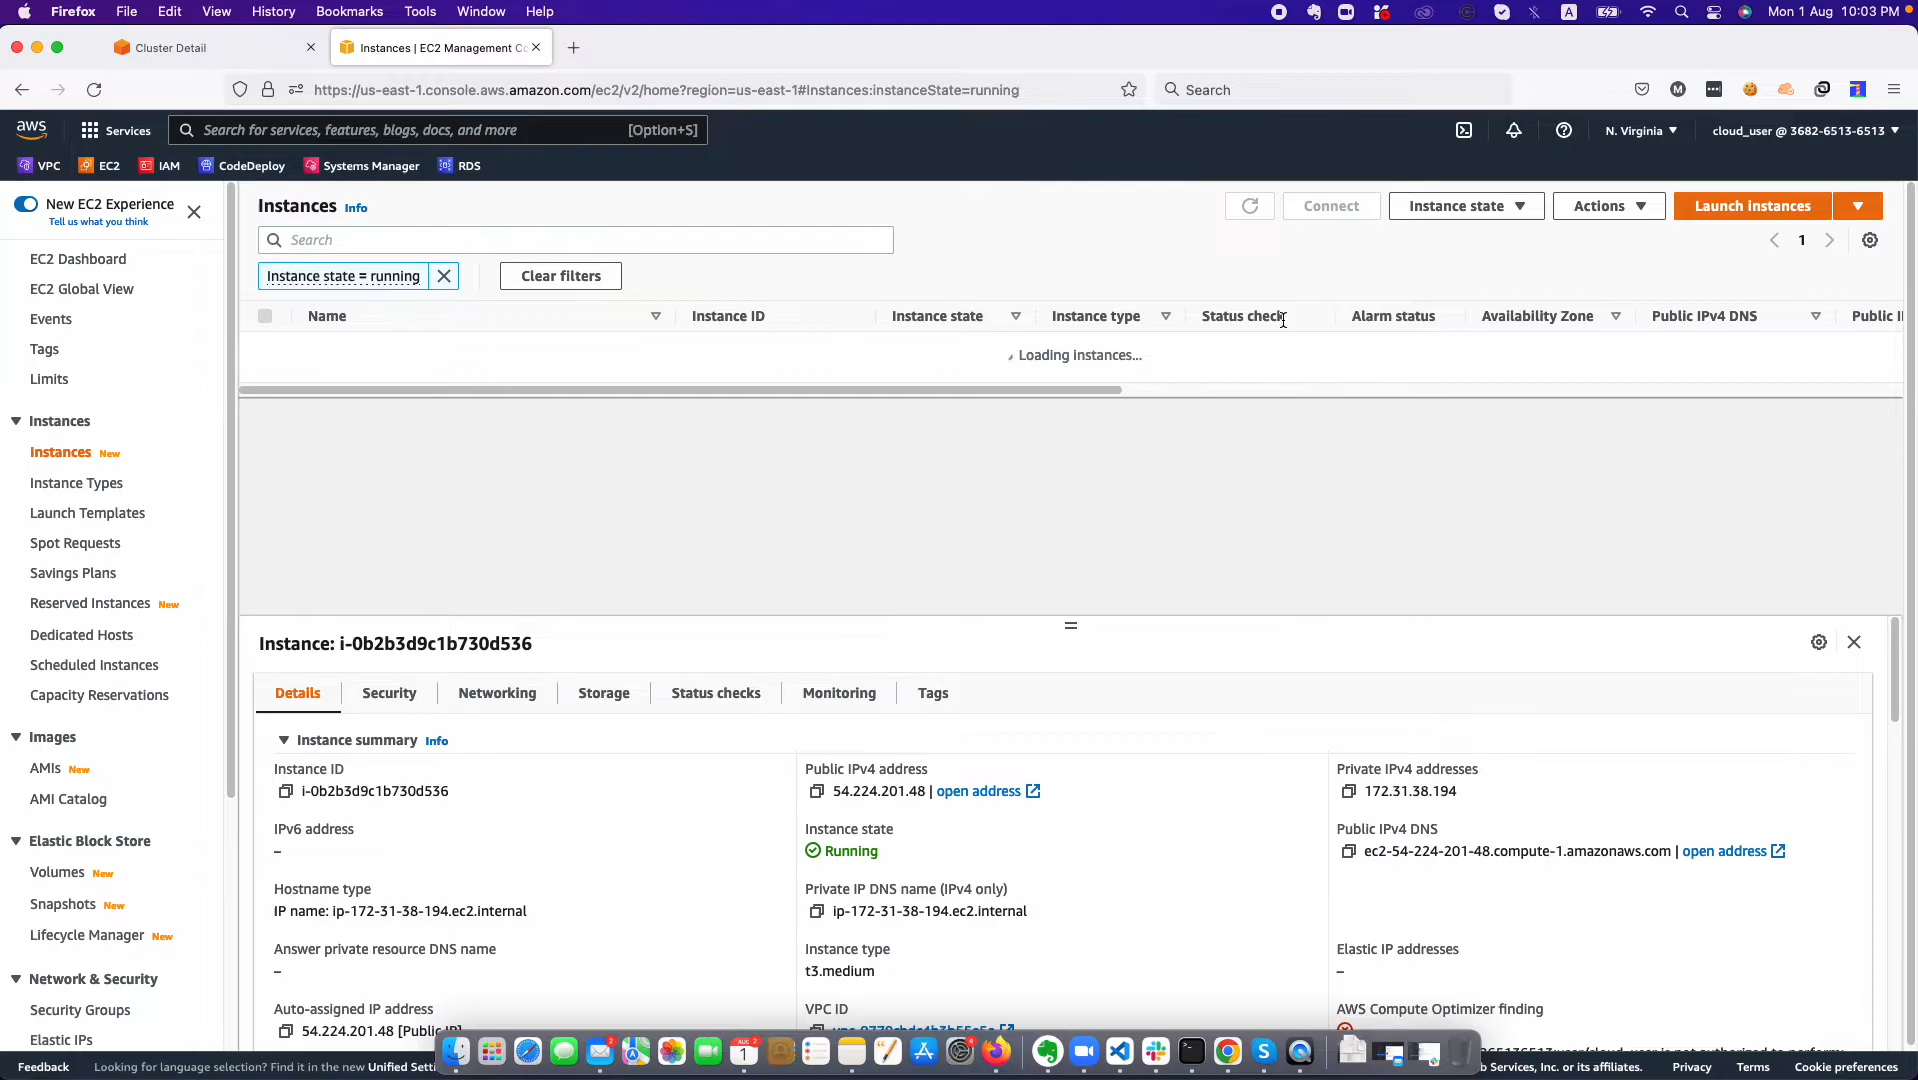 Firefox File Edit View History Bookmarks Tools Window Help
Mon 1 Aug 10:03 PM
Cluster Detail
Instances | EC2 Management Co
https://us-east-1.console.aws.amazon.com/ec2/v2/home?region=us-east-1#Instances:instanceState=running
Search
aws
Services
Search for services, features, blogs, docs, and more [Option+S]
N. Virginia
cloud_user @ 3682-6513-6513
VPC EC2 IAM CodeDeploy Systems Manager RDS
New EC2 Experience
Tell us what you think
EC2 Dashboard
EC2 Global View
Events
Tags
Limits
Instances
Instances New
Instance Types
Launch Templates
Spot Requests
Savings Plans
Reserved Instances New
Dedicated Hosts
Scheduled Instances
Capacity Reservations
Images
AMIs New
AMI Catalog
Elastic Block Store
Volumes New
Snapshots New
Lifecycle Manager New
Network & Security
Security Groups
Elastic IPs
Instances Info
Connect
Instance state
Actions
Launch instances
Search
1
Instance state = running
Clear filters
Name Instance ID Instance state Instance type Status check Alarm status Availability Zone Public IPv4 DNS Public I
Loading instances...
Instance: i-0b2b3d9c1b730d536
Details Security Networking Storage Status checks Monitoring Tags
Instance summary Info
Instance ID
i-0b2b3d9c1b730d536
Public IPv4 address
54.224.201.48 | open address
Private IPv4 addresses
172.31.38.194
IPv6 address
–
Instance state
Running
Public IPv4 DNS
ec2-54-224-201-48.compute-1.amazonaws.com | open address
Hostname type
IP name: ip-172-31-38-194.ec2.internal
Private IP DNS name (IPv4 only)
ip-172-31-38-194.ec2.internal
Answer private resource DNS name
–
Instance type
t3.medium
Elastic IP addresses
–
Auto-assigned IP address
54.224.201.48 [Public IP]
VPC ID
AWS Compute Optimizer finding
Feedback
Looking for language selection? Find it in the new Unified Setti
b Services, Inc. or its affiliates.
Privacy Terms Cookie preferences